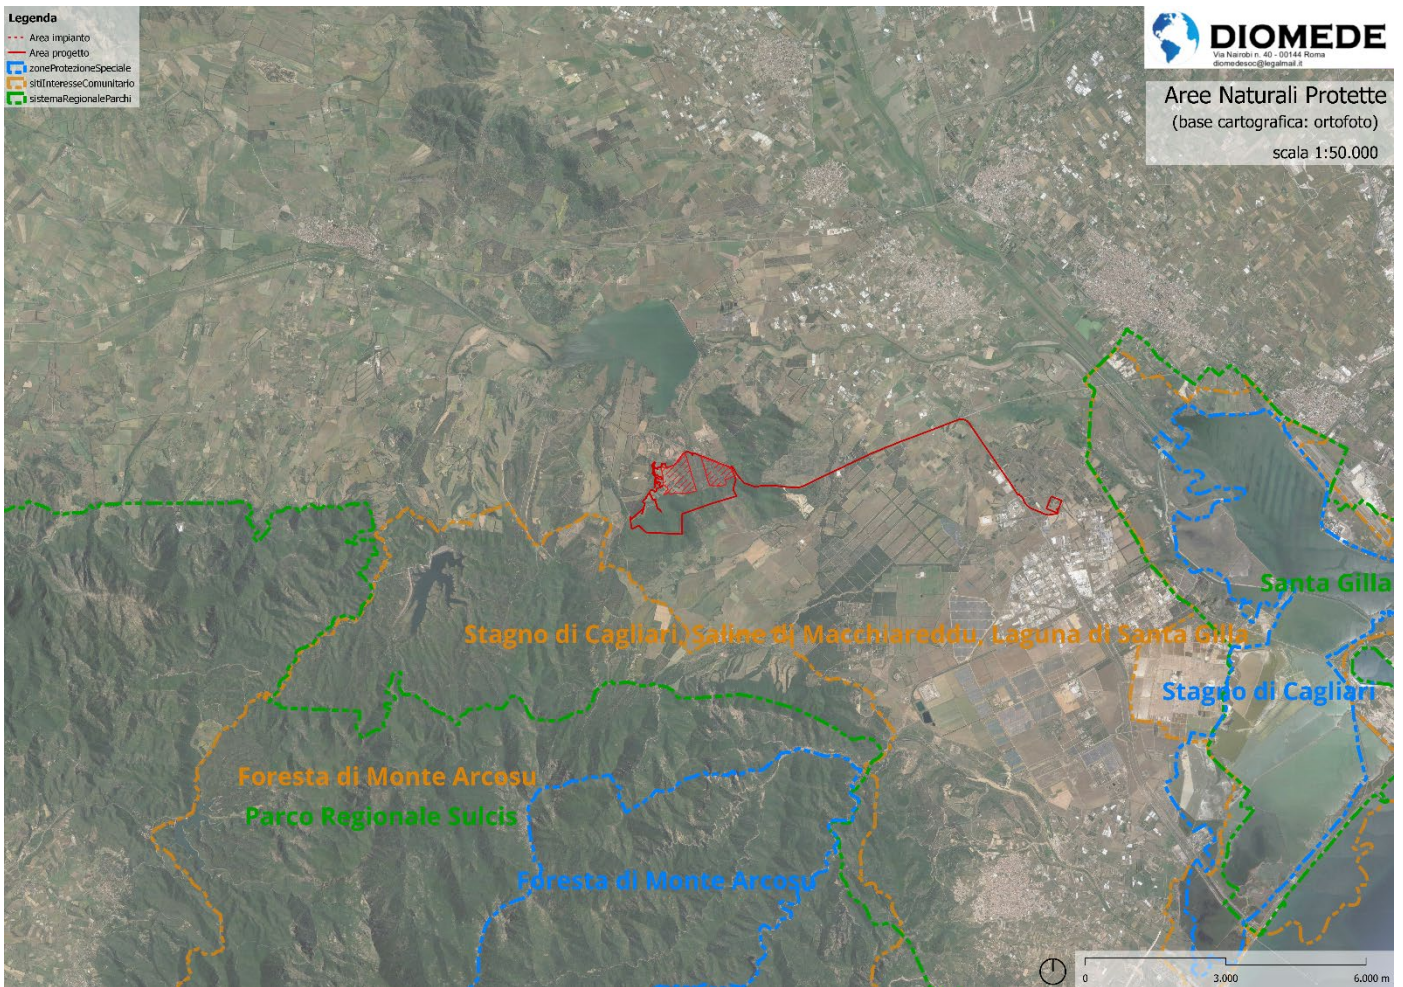 Legenda
Area impianto
Area progetto
zoneProtezioneSpeciale
sitiInteresseComunitario
sistemaRegionaleParchi
DIOMEDE
Via Nairobi n. 40 - 00144 Roma
diomedesoc@legalmail.it
Aree Naturali Protette
(base cartografica: ortofoto)
scala 1:50.000
Santa Gilla
Stagno di Cagliari, Saline di Macchiareddu, Laguna di Santa Gilla
Stagno di Cagliari
Foresta di Monte Arcosu
Parco Regionale Sulcis
Foresta di Monte Arcosu
0 3.000 6.000 m